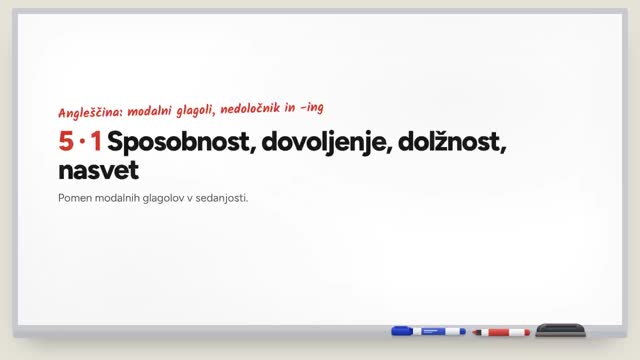 Angleščina: modalni glagoli, nedoločnik in -ing
5 · 1 Sposobnost, dovoljenje, dolžnost,
nasvet
Pomen modalnih glagolov v sedanjosti.